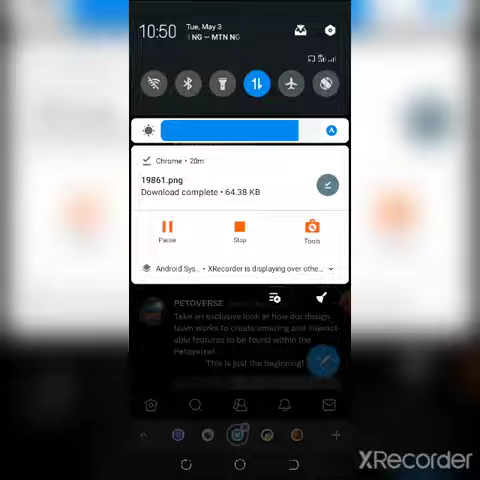 10:50
Tue, May 3
NG — MTN NG
Chrome • 20m
19861.png
Download complete • 64.38 KB
Pause
Stop
Tools
Android Sys.. • XRecorder is displaying over othe...
PETOVERSE
Take an exclusive look at how our design
team works to create amazing and interact-
able features to be found within the
Petoverse!
This is just the beginning!
XRecorder